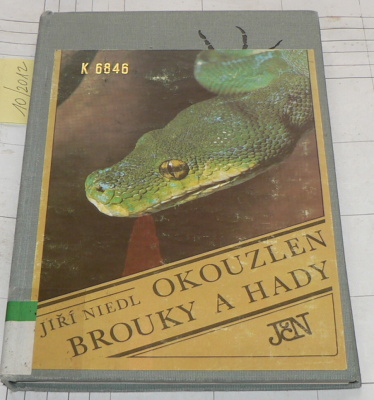 K 6846
10/2012
JIŘÍ NIEDL OKOUZLEN
BROUKY A HADY
J&N